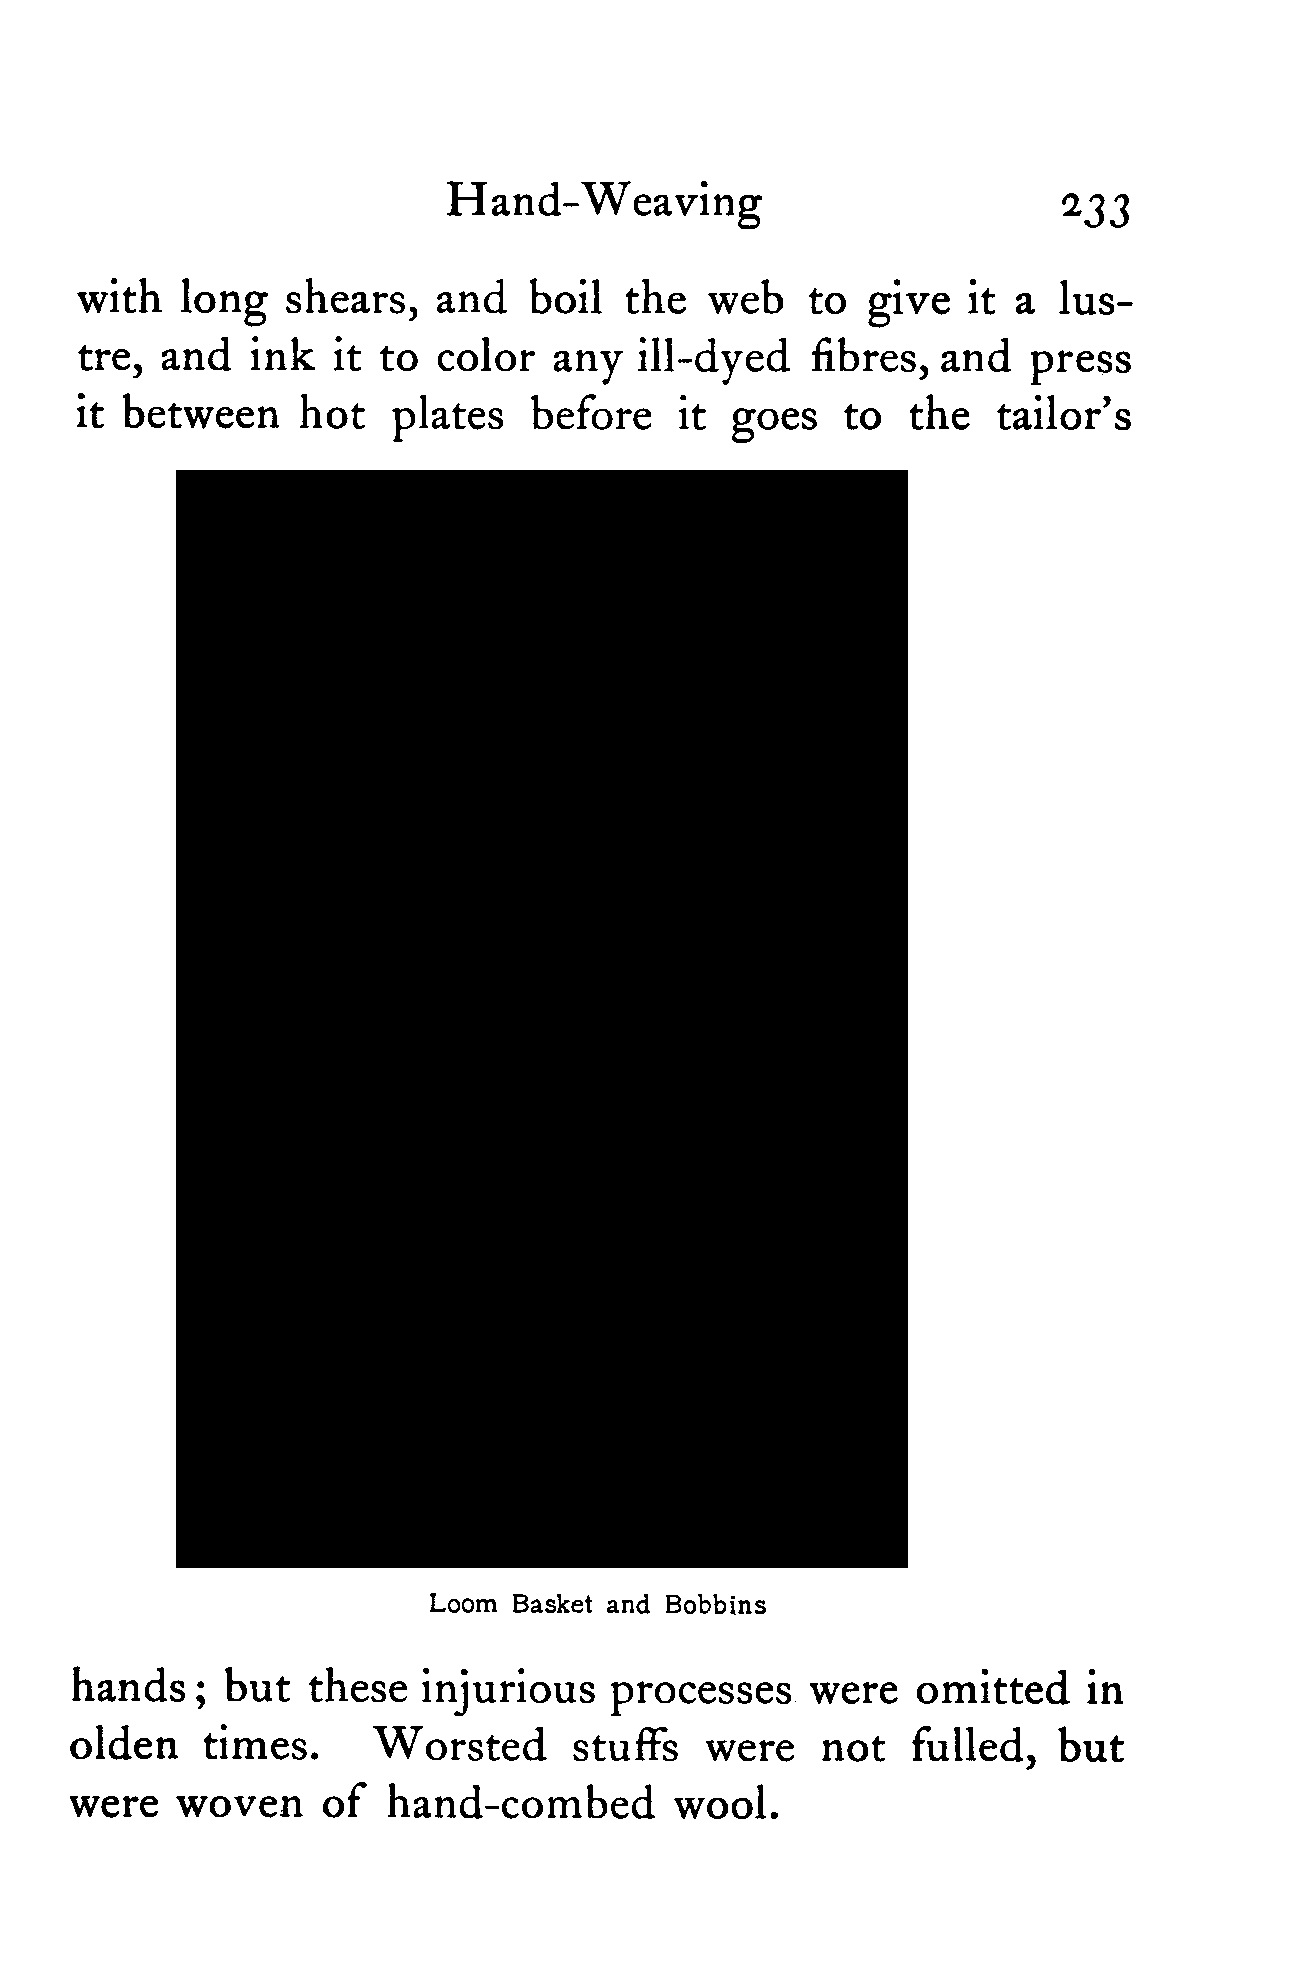 Hand-Weaving 233
with long shears, and boil the web to give it a lus-
tre, and ink it to color any ill-dyed fibres, and press
it between hot plates before it goes to the tailor's
Loom Basket and Bobbins
hands; but these injurious processes were omitted in
olden times. Worsted stuffs were not fulled, but
were woven of hand-combed wool.